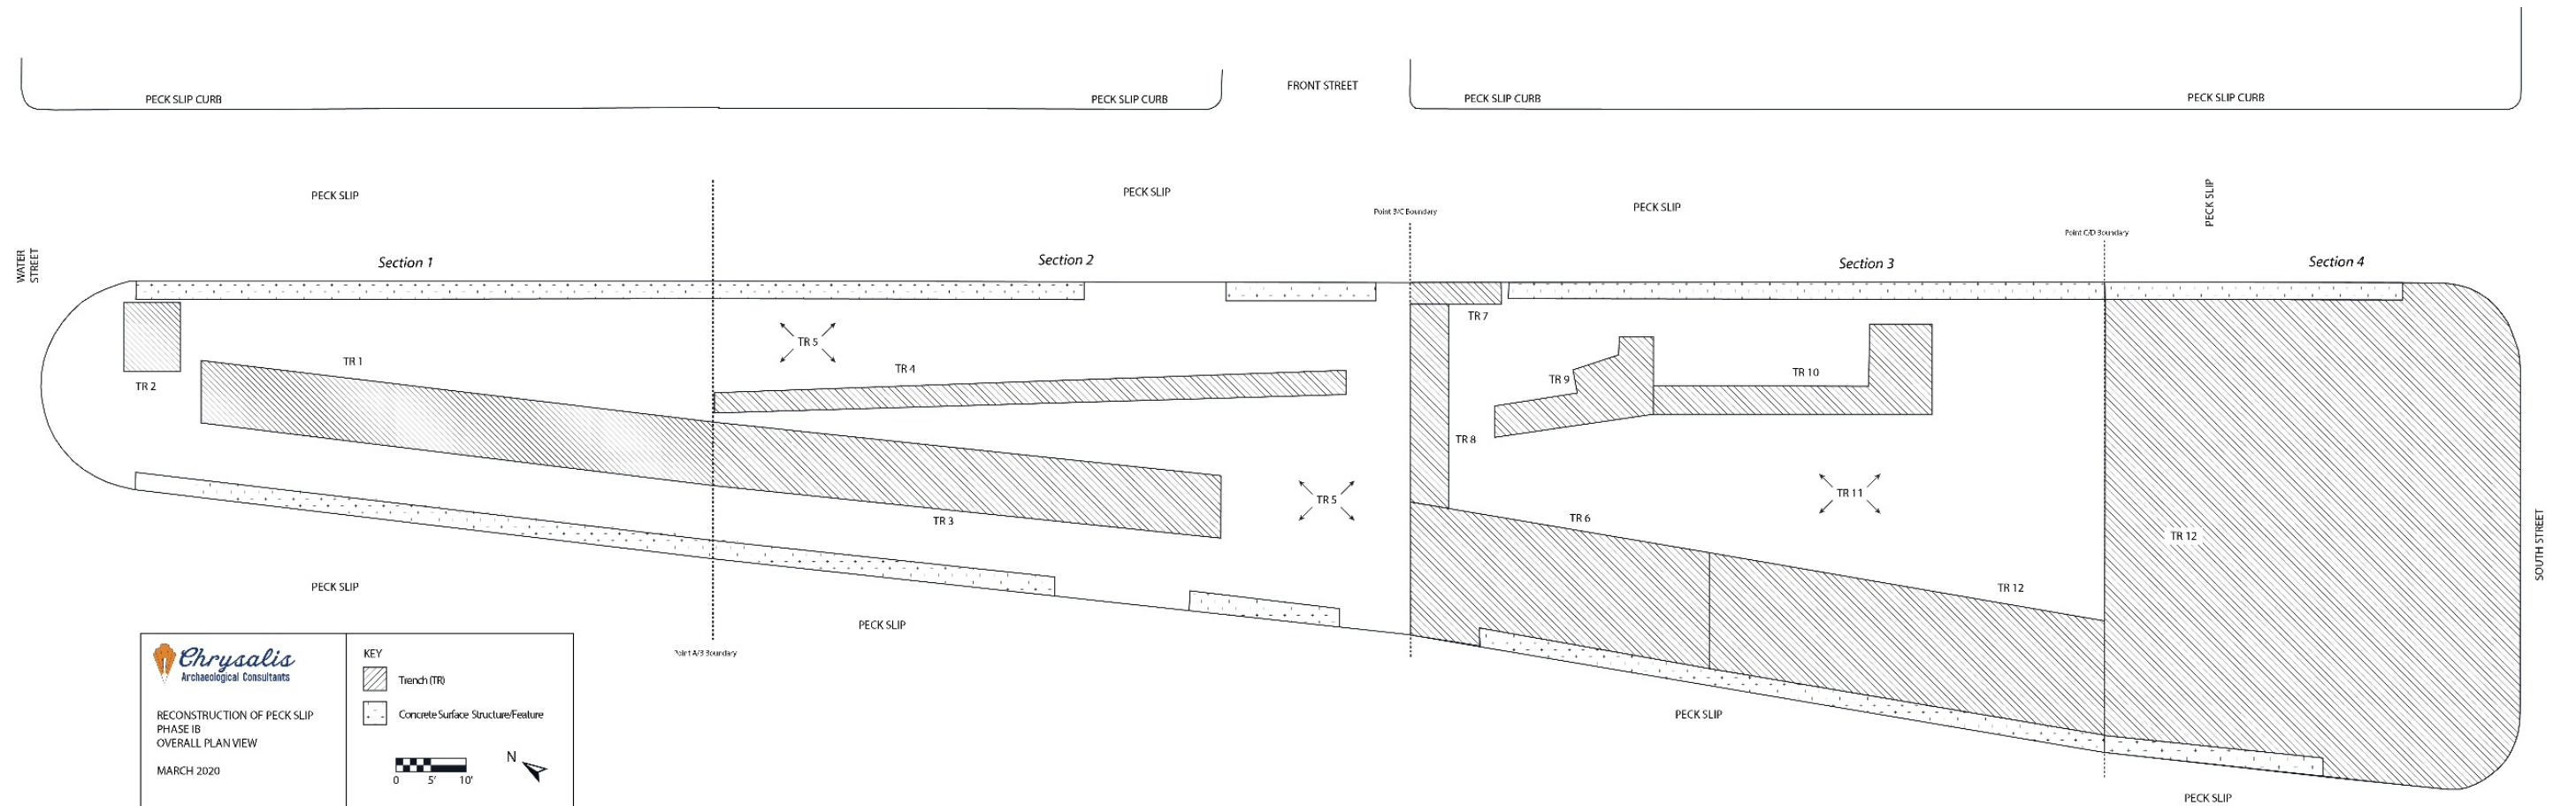 FRONT STREET
PECK SLIP CURB
PECK SLIP CURB
PECK SLIP CURB
PECK SLIP CURB
PECK SLIP
PECK SLIP
PECK SLIP
PECK SLIP
Point B/C Boundary
Point C/D Boundary
WATER
STREET
Section 1
Section 2
Section 3
Section 4
TR 7
TR 5
TR 1
TR 4
TR 2
TR 9
TR 10
TR 8
TR 11
TR 5
TR 6
TR 3
TR 12
SOUTH STREET
TR 12
PECK SLIP
PECK SLIP
Point A/B Boundary
PECK SLIP
PECK SLIP
Chrysalis
Archaeological Consultants
RECONSTRUCTION OF PECK SLIP
PHASE IB
OVERALL PLAN VIEW
MARCH 2020
KEY
Trench (TR)
Concrete Surface Structure/Feature
0 5' 10'
N